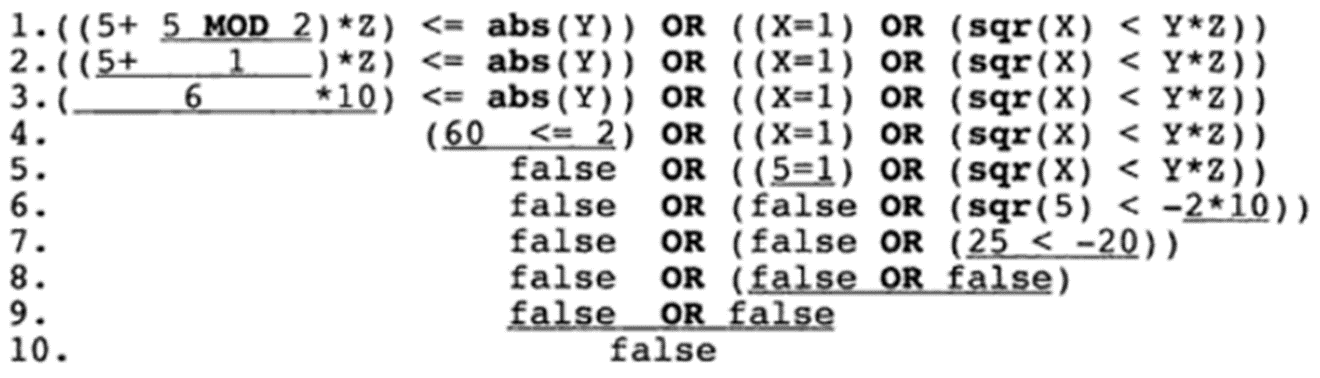 1.((5+ 5 MOD 2)*Z) <= abs(Y)) OR ((X=1) OR (sqr(X) < Y*Z))
2.((5+ 1 )*Z) <= abs(Y)) OR ((X=1) OR (sqr(X) < Y*Z))
3.( 6 *10) <= abs(Y)) OR ((X=1) OR (sqr(X) < Y*Z))
4. (60 <= 2) OR ((X=1) OR (sqr(X) < Y*Z))
5. false OR ((5=1) OR (sqr(X) < Y*Z))
6. false OR (false OR (sqr(5) < -2*10))
7. false OR (false OR (25 < -20))
8. false OR (false OR false)
9. false OR false
10. false